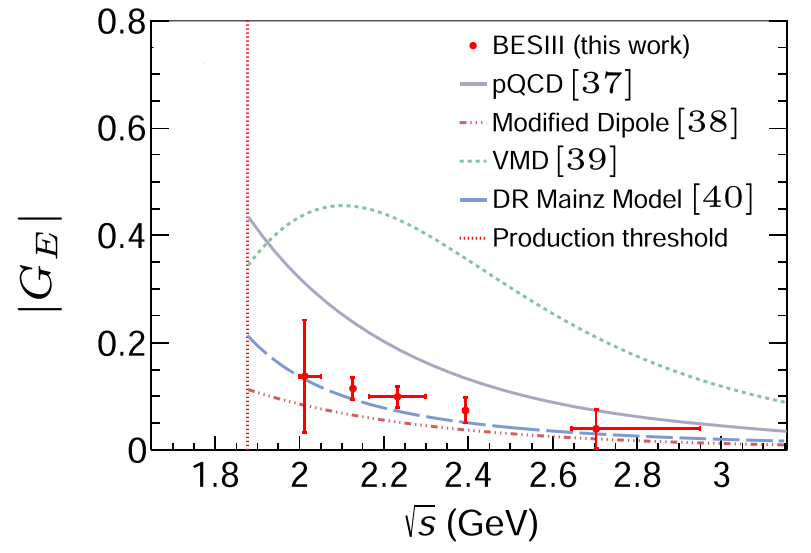 0.8
BESIII (this work)
pQCD [37]
0.6
Modified Dipole [38]
VMD [39]
DR Mainz Model [40]
|G_E|
0.4
Production threshold
0.2
0
1.8 2 2.2 2.4 2.6 2.8 3
√s (GeV)